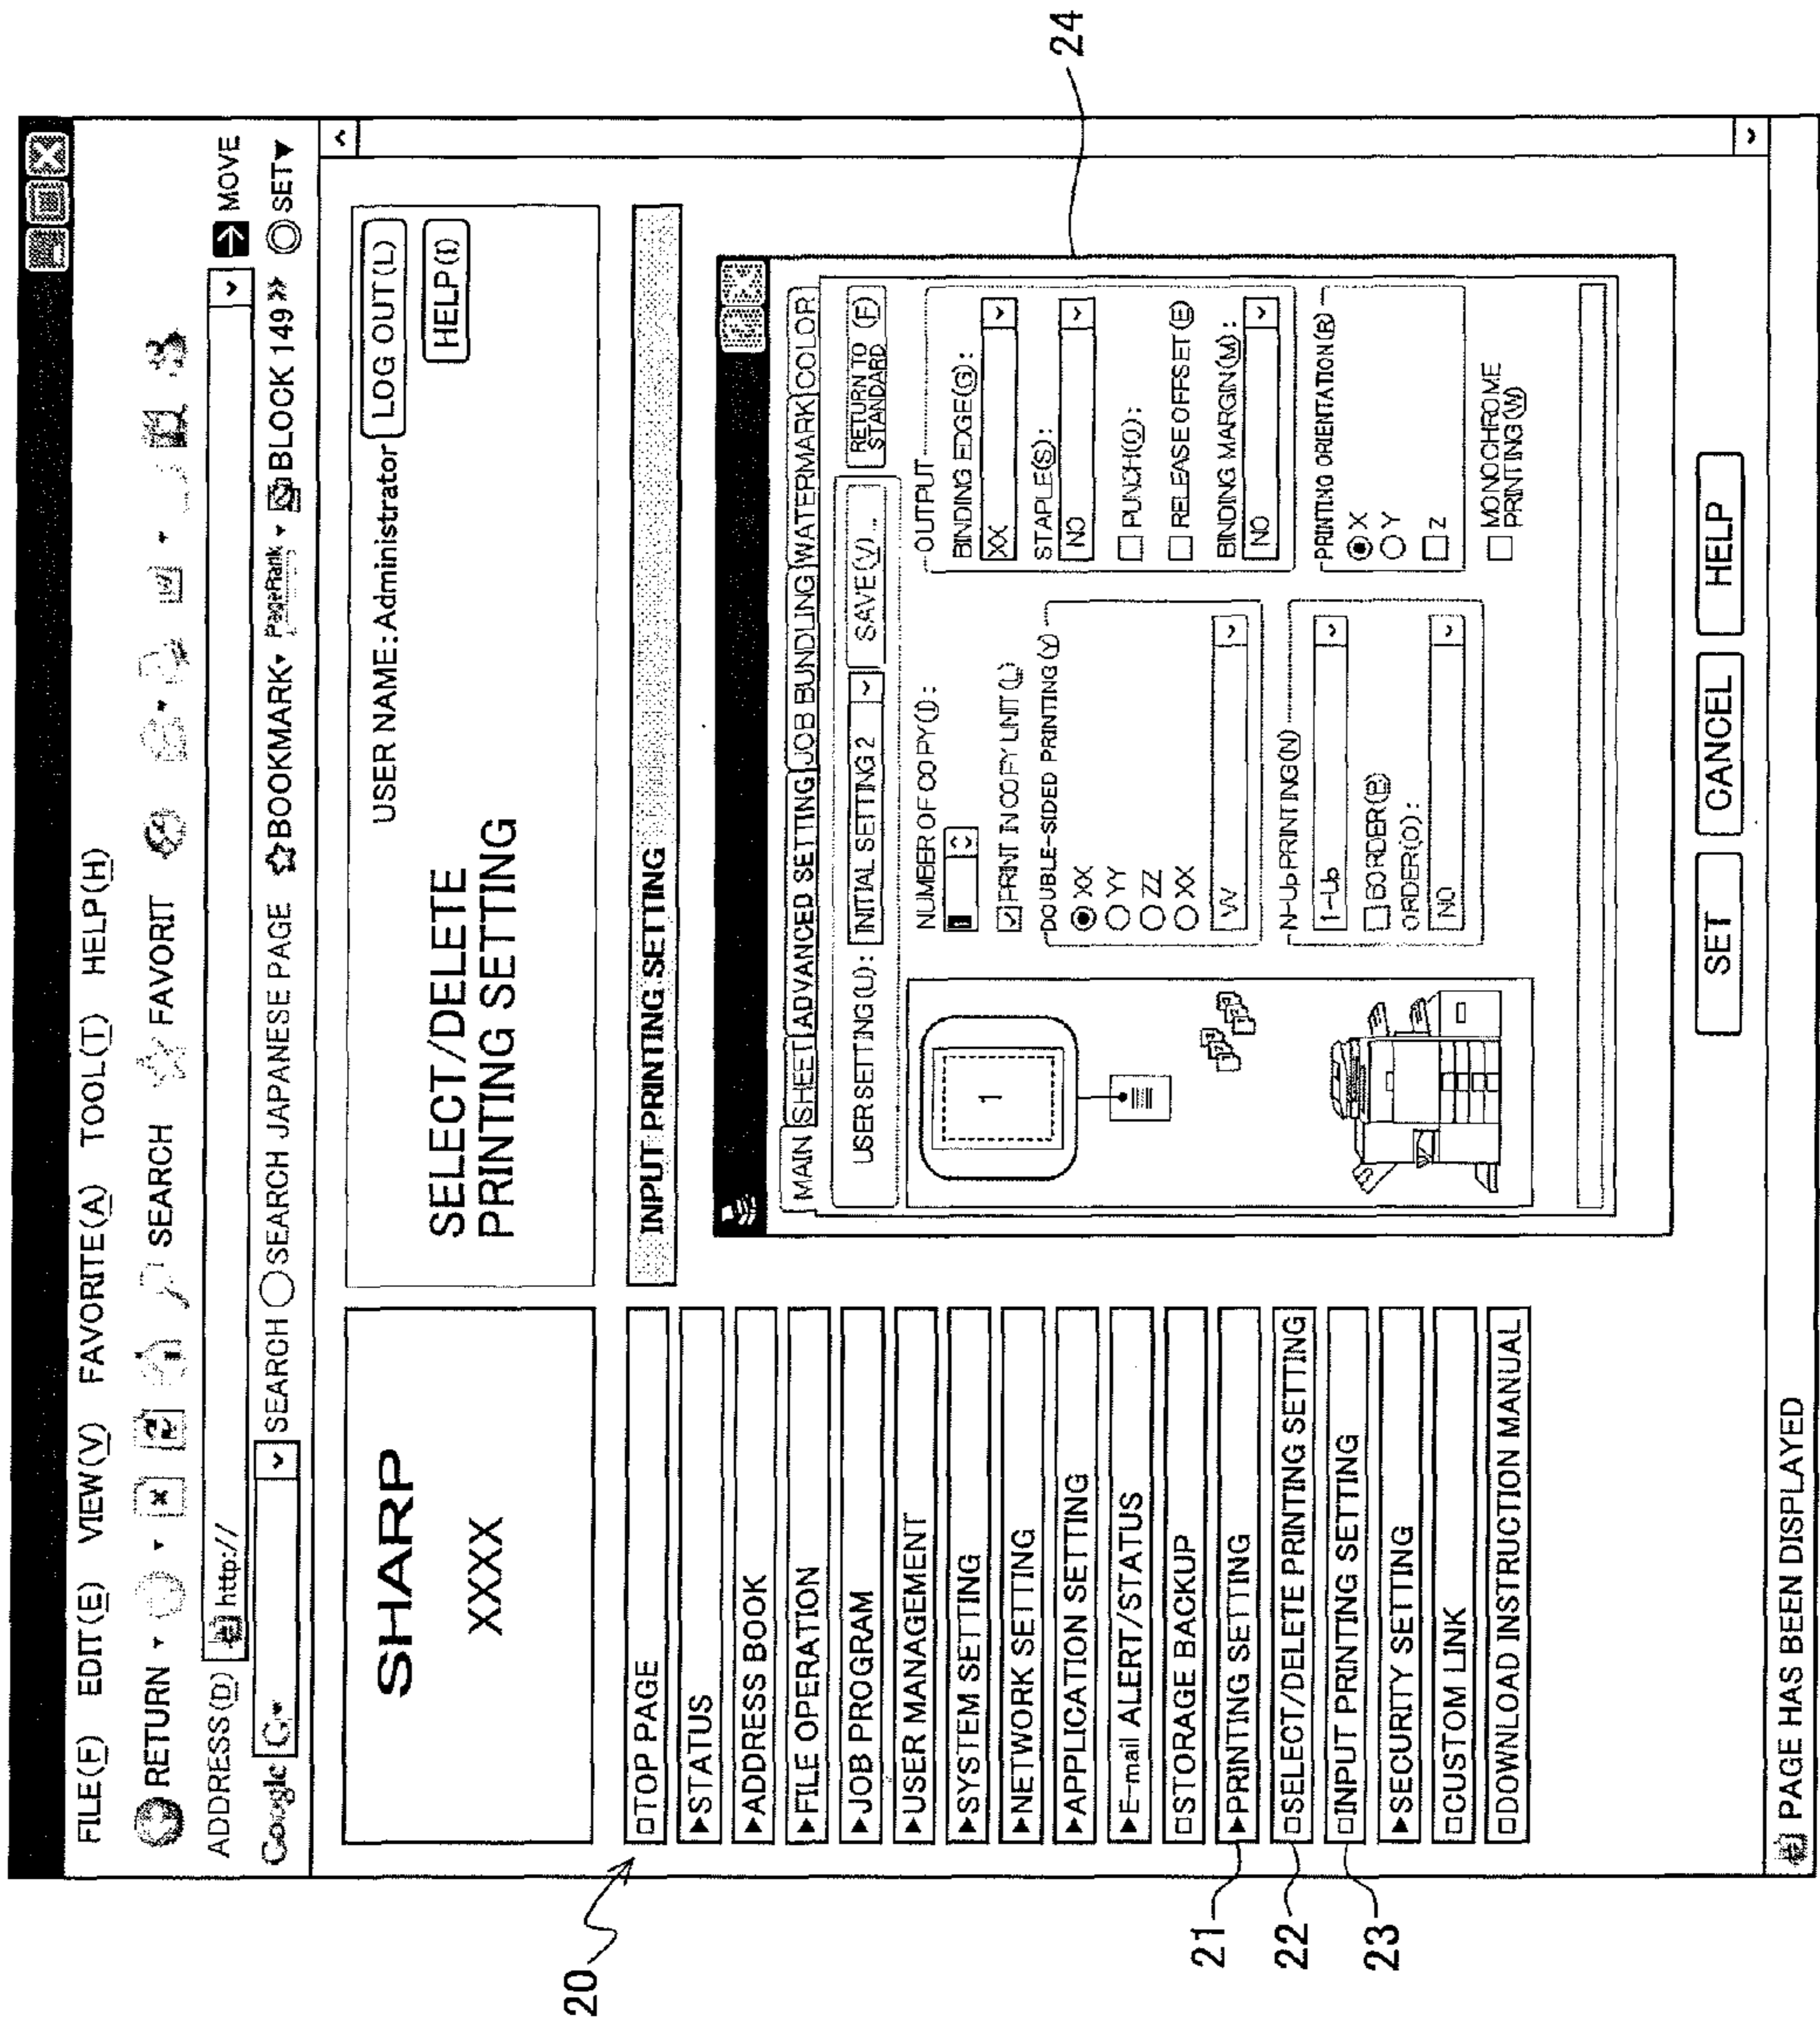 FILE(F) EDIT(E) VIEW(V) FAVORITE(A) TOOL(T) HELP(H)
RETURN SEARCH FAVORIT
ADDRESS(D) http:// MOVE
Google G SEARCH SEARCH JAPANESE PAGE BOOKMARK PageRank BLOCK 149 » SET
SHARP
XXXX
USER NAME:Administrator LOG OUT(L)
HELP(I)
SELECT/DELETE
PRINTING SETTING
INPUT PRINTING SETTING
20
TOP PAGE
STATUS
ADDRESS BOOK
FILE OPERATION
JOB PROGRAM
USER MANAGEMENT
SYSTEM SETTING
NETWORK SETTING
APPLICATION SETTING
E-mail ALERT/STATUS
STORAGE BACKUP
21 PRINTING SETTING
22 SELECT/DELETE PRINTING SETTING
23 INPUT PRINTING SETTING
SECURITY SETTING
CUSTOM LINK
DOWNLOAD INSTRUCTION MANUAL
24
MAIN SHEET ADVANCED SETTING JOB BUNDLING WATERMARK COLOR
USER SETTING(U): INITIAL SETTING 2 SAVE(V)...
RETURN TO
STANDARD (F)
1
NUMBER OF COPY(I):
1
PRINT IN COPY UNIT(L)
DOUBLE-SIDED PRINTING(Y)
XX
YY
ZZ
XX
N-Up PRINTING(N)
1-Up
BORDER(B)
ORDER(O):
NO
OUTPUT
BINDING EDGE(G):
XX
STAPLE(S):
NO
PUNCH(Q):
RELEASE OFFSET(E)
BINDING MARGIN(M):
NO
PRINTING ORIENTATION(R)
X
Y
Z
MONOCHROME
PRINTING(W)
SET CANCEL HELP
PAGE HAS BEEN DISPLAYED